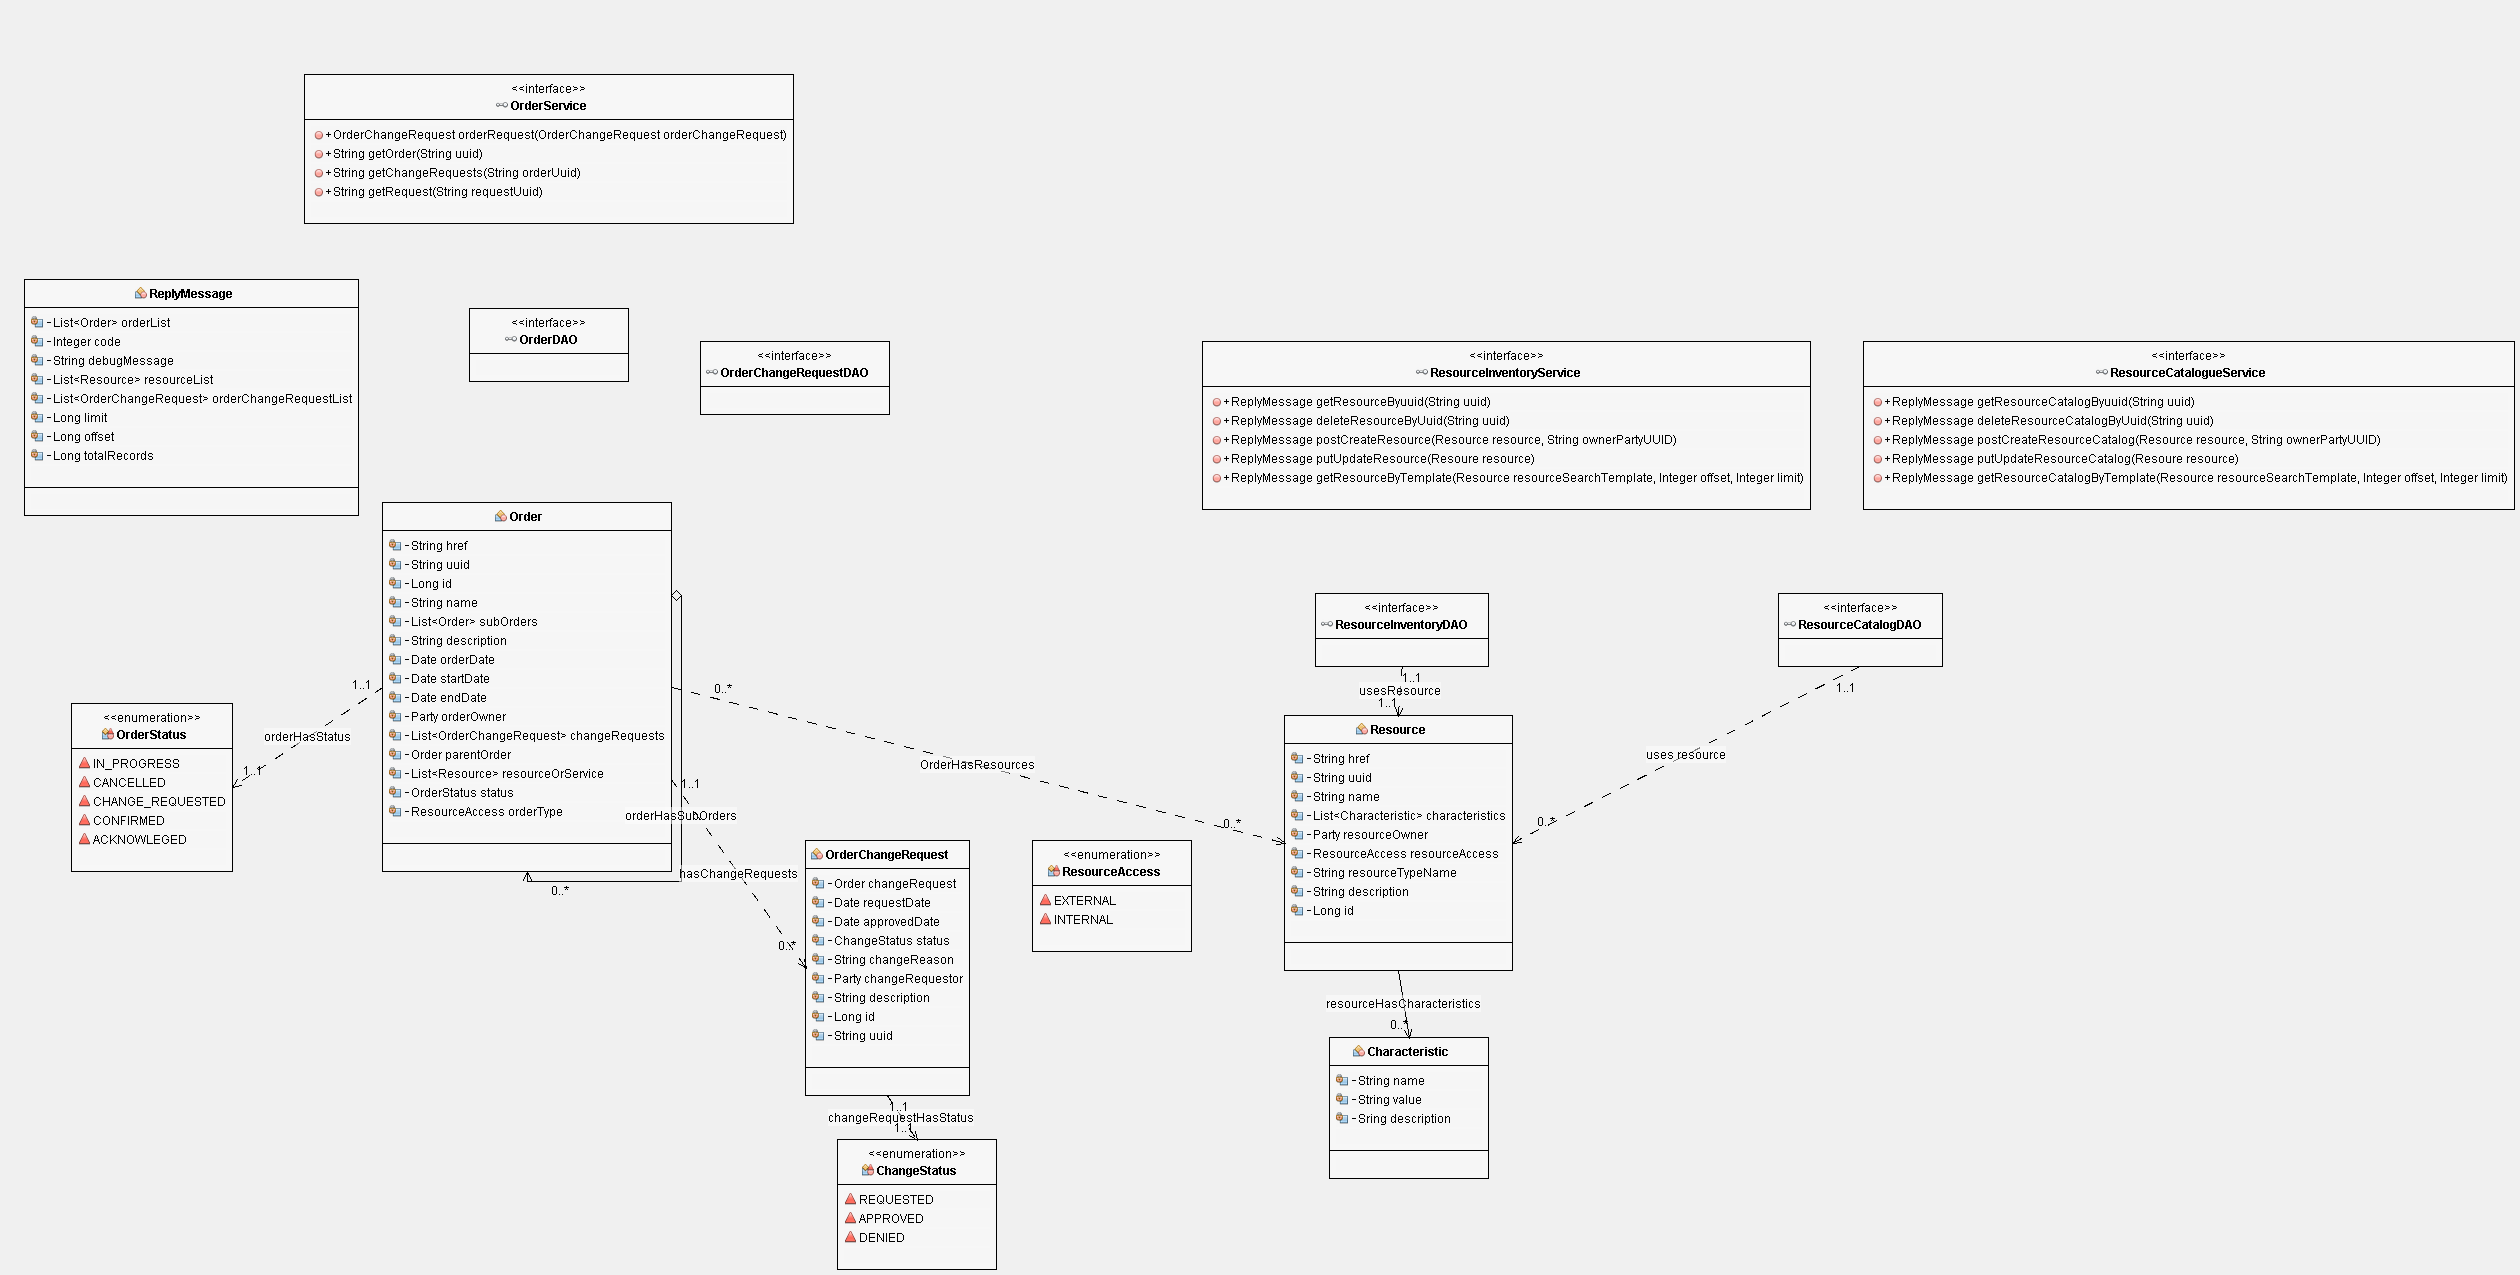 <<interface>>
OrderService
+OrderChangeRequest orderRequest(OrderChangeRequest orderChangeRequest)
+String getOrder(String uuid)
+String getChangeRequests(String orderUuid)
+String getRequest(String requestUuid)
ReplyMessage
-List<Order> orderList
-Integer code
-String debugMessage
-List<Resource> resourceList
-List<OrderChangeRequest> orderChangeRequestList
-Long limit
-Long offset
-Long totalRecords
<<interface>>
OrderDAO
<<interface>>
OrderChangeRequestDAO
<<interface>>
ResourceInventoryService
+ReplyMessage getResourceByuuid(String uuid)
+ReplyMessage deleteResourceByUuid(String uuid)
+ReplyMessage postCreateResource(Resource resource, String ownerPartyUUID)
+ReplyMessage putUpdateResource(Resoure resource)
+ReplyMessage getResourceByTemplate(Resource resourceSearchTemplate, Integer offset, Integer limit)
<<interface>>
ResourceCatalogueService
+ReplyMessage getResourceCatalogByuuid(String uuid)
+ReplyMessage deleteResourceCatalogByUuid(String uuid)
+ReplyMessage postCreateResourceCatalog(Resource resource, String ownerPartyUUID)
+ReplyMessage putUpdateResourceCatalog(Resoure resource)
+ReplyMessage getResourceCatalogByTemplate(Resource resourceSearchTemplate, Integer offset, Integer limit)
Order
-String href
-String uuid
-Long id
-String name
-List<Order> subOrders
-String description
-Date orderDate
-Date startDate
-Date endDate
-Party orderOwner
-List<OrderChangeRequest> changeRequests
-Order parentOrder
-List<Resource> resourceOrService
-OrderStatus status
-ResourceAccess orderType
<<interface>>
ResourceInventoryDAO
<<interface>>
ResourceCatalogDAO
1..1
orderHasStatus
1..1
<<enumeration>>
OrderStatus
IN_PROGRESS
CANCELLED
CHANGE_REQUESTED
CONFIRMED
ACKNOWLEGED
0..*
OrderHasResources
0..*
1..1
usesResource
1..1
1..1
uses resource
0..*
1..1
orderHasSubOrders
hasChangeRequests
0..*
0..*
Resource
-String href
-String uuid
-String name
-List<Characteristic> characteristics
-Party resourceOwner
-ResourceAccess resourceAccess
-String resourceTypeName
-String description
-Long id
OrderChangeRequest
-Order changeRequest
-Date requestDate
-Date approvedDate
-ChangeStatus status
-String changeReason
-Party changeRequestor
-String description
-Long id
-String uuid
<<enumeration>>
ResourceAccess
EXTERNAL
INTERNAL
resourceHasCharacteristics
0..*
Characteristic
-String name
-String value
-Sring description
1..1
changeRequestHasStatus
1..1
<<enumeration>>
ChangeStatus
REQUESTED
APPROVED
DENIED